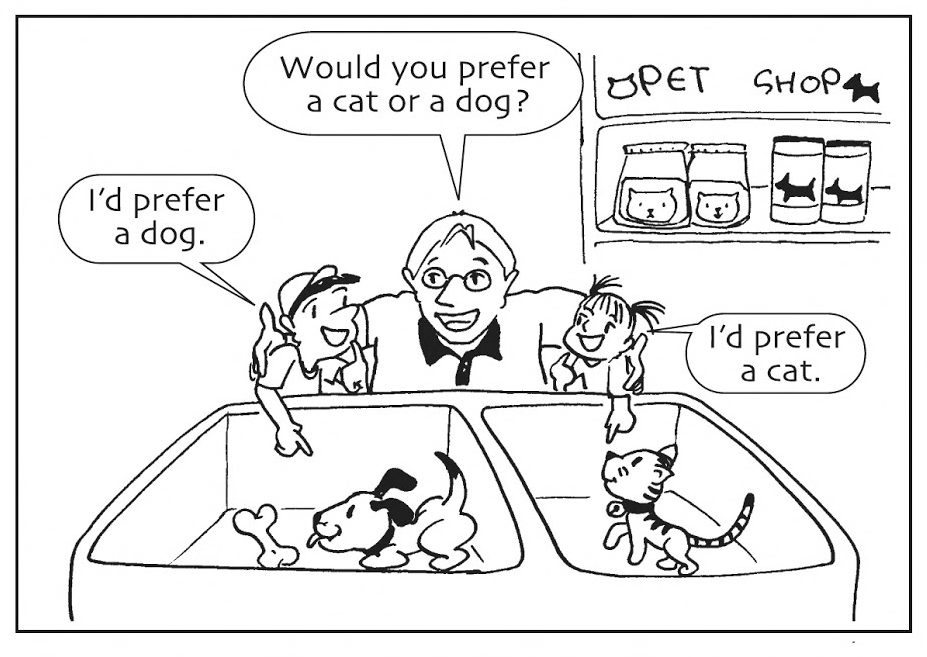 Would you prefer
a cat or a dog?
PET SHOP
I'd prefer
a dog.
I'd prefer
a cat.